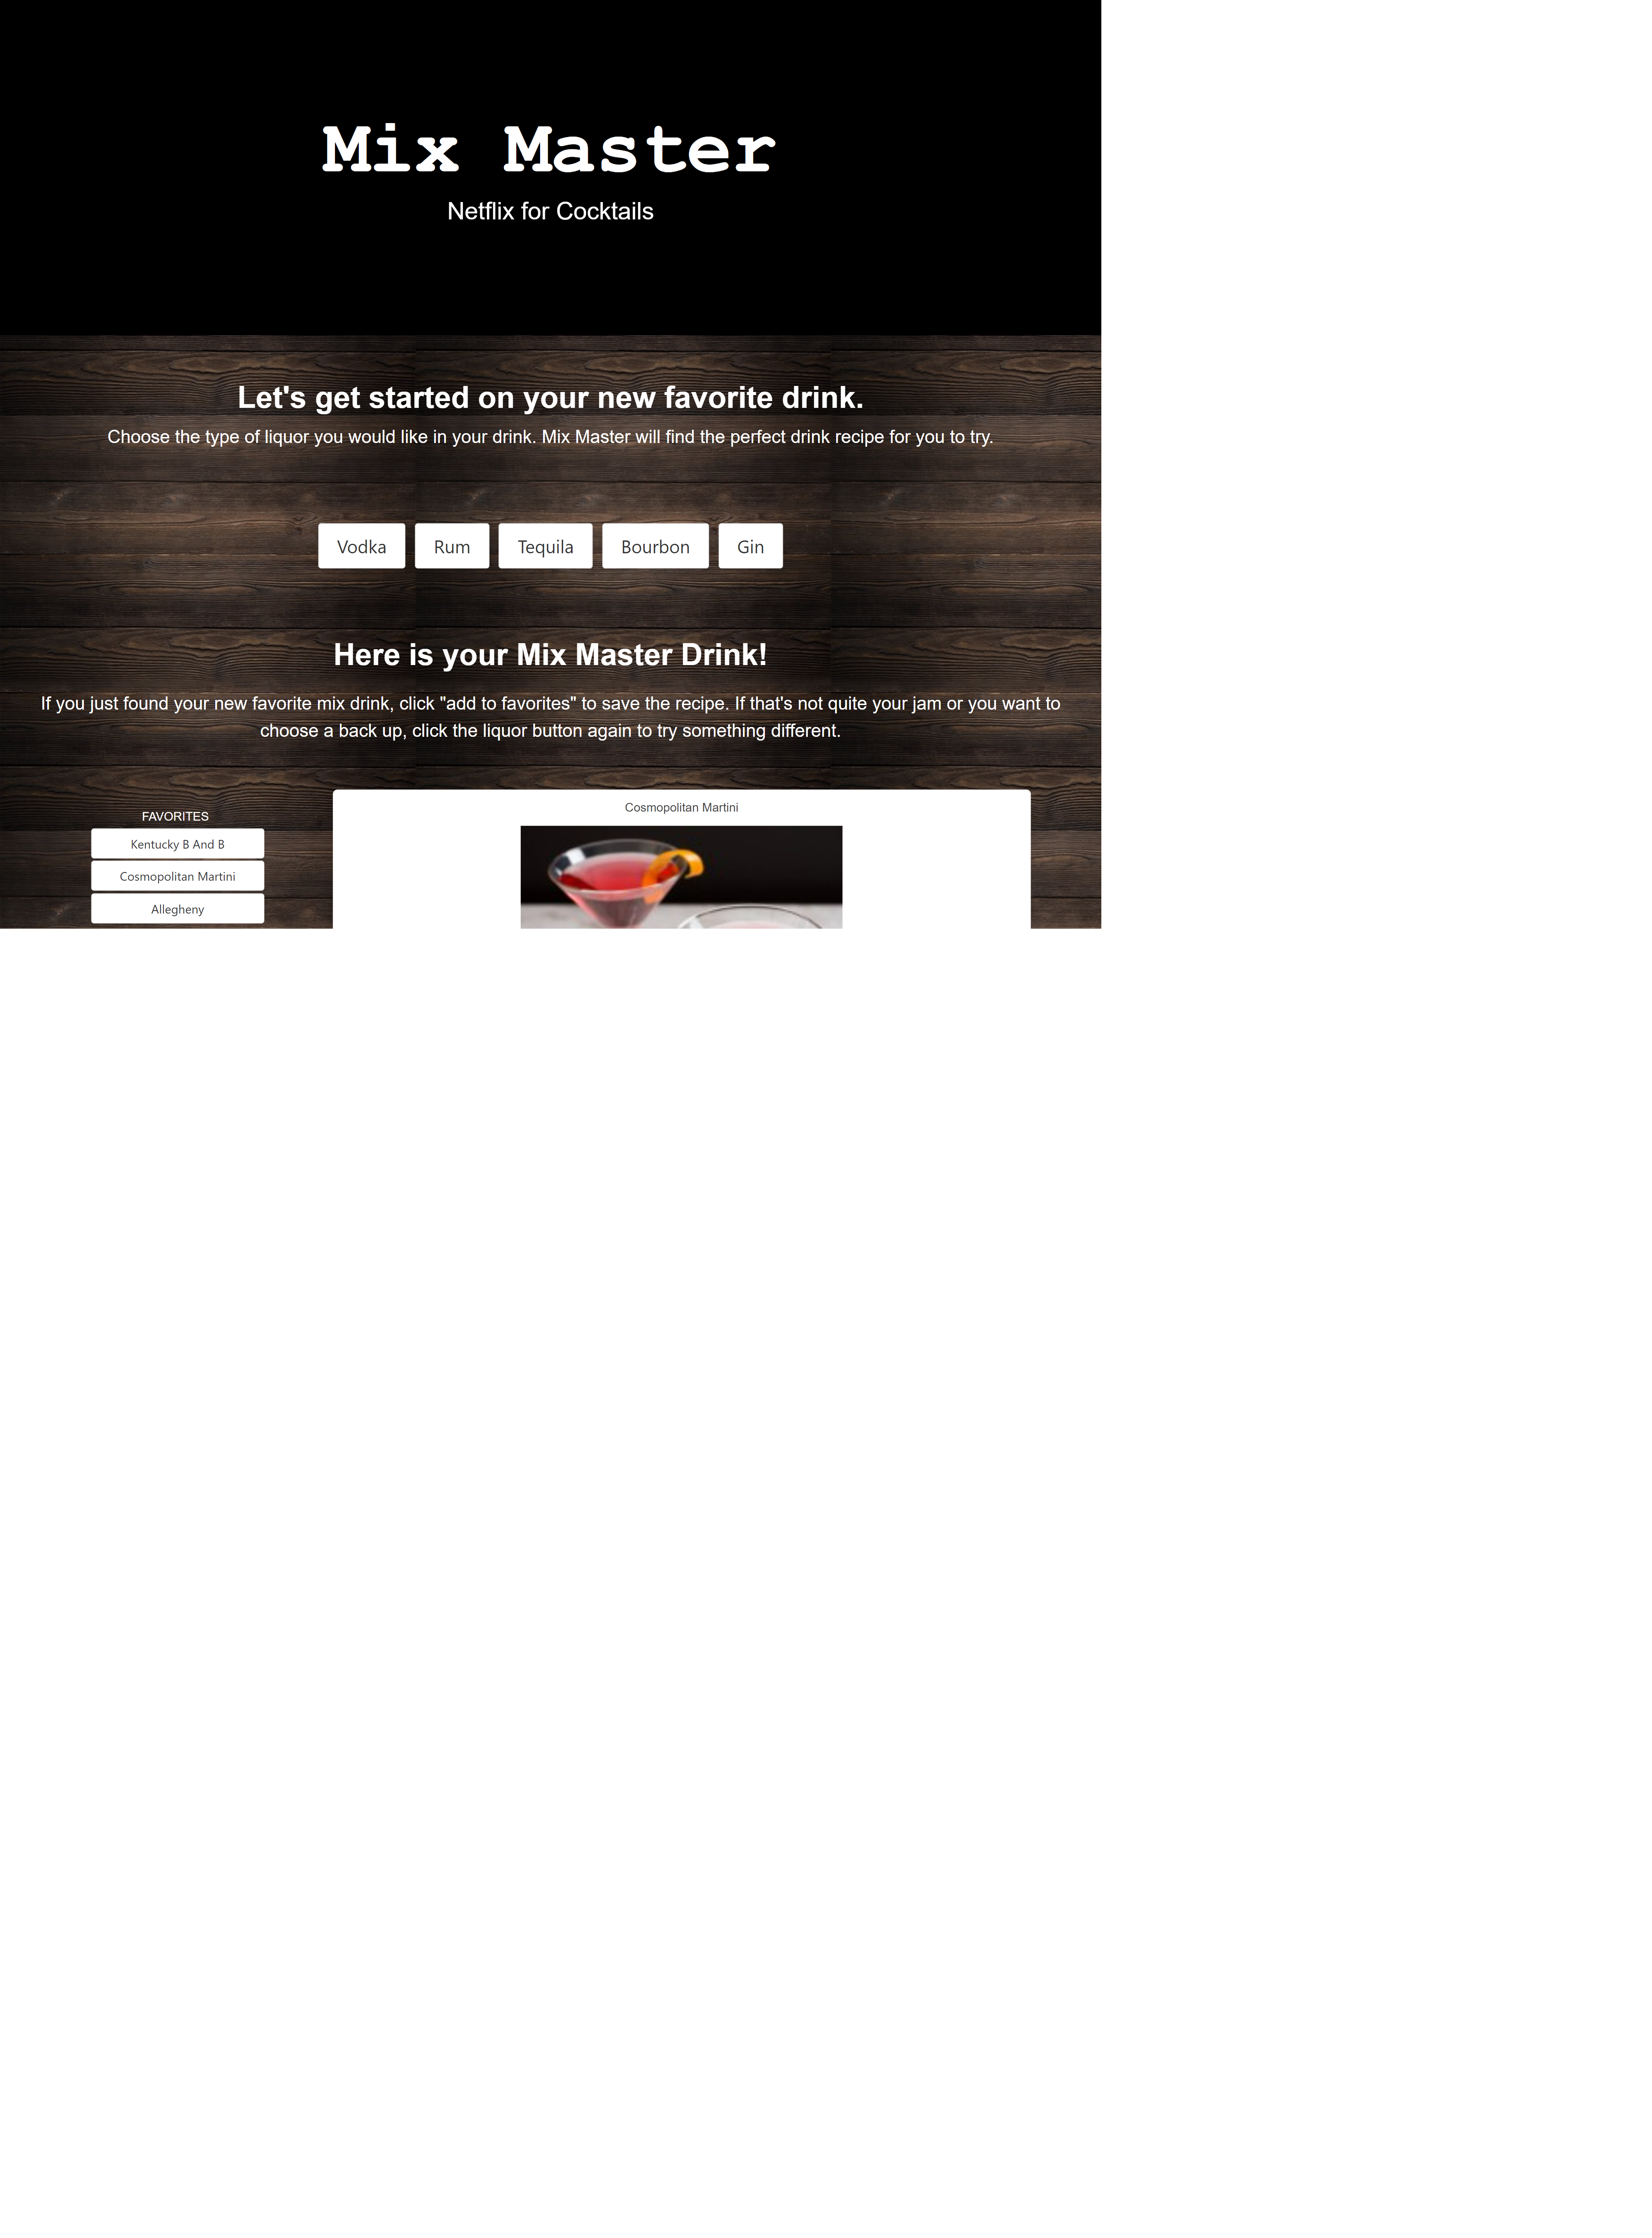 Mix Master
Netflix for Cocktails
Let's get started on your new favorite drink.
Choose the type of liquor you would like in your drink. Mix Master will find the perfect drink recipe for you to try.
Vodka
Rum
Tequila
Bourbon
Gin
Here is your Mix Master Drink!
If you just found your new favorite mix drink, click "add to favorites" to save the recipe. If that's not quite your jam or you want to
choose a back up, click the liquor button again to try something different.
FAVORITES
Kentucky B And B
Cosmopolitan Martini
Allegheny
Cosmopolitan Martini